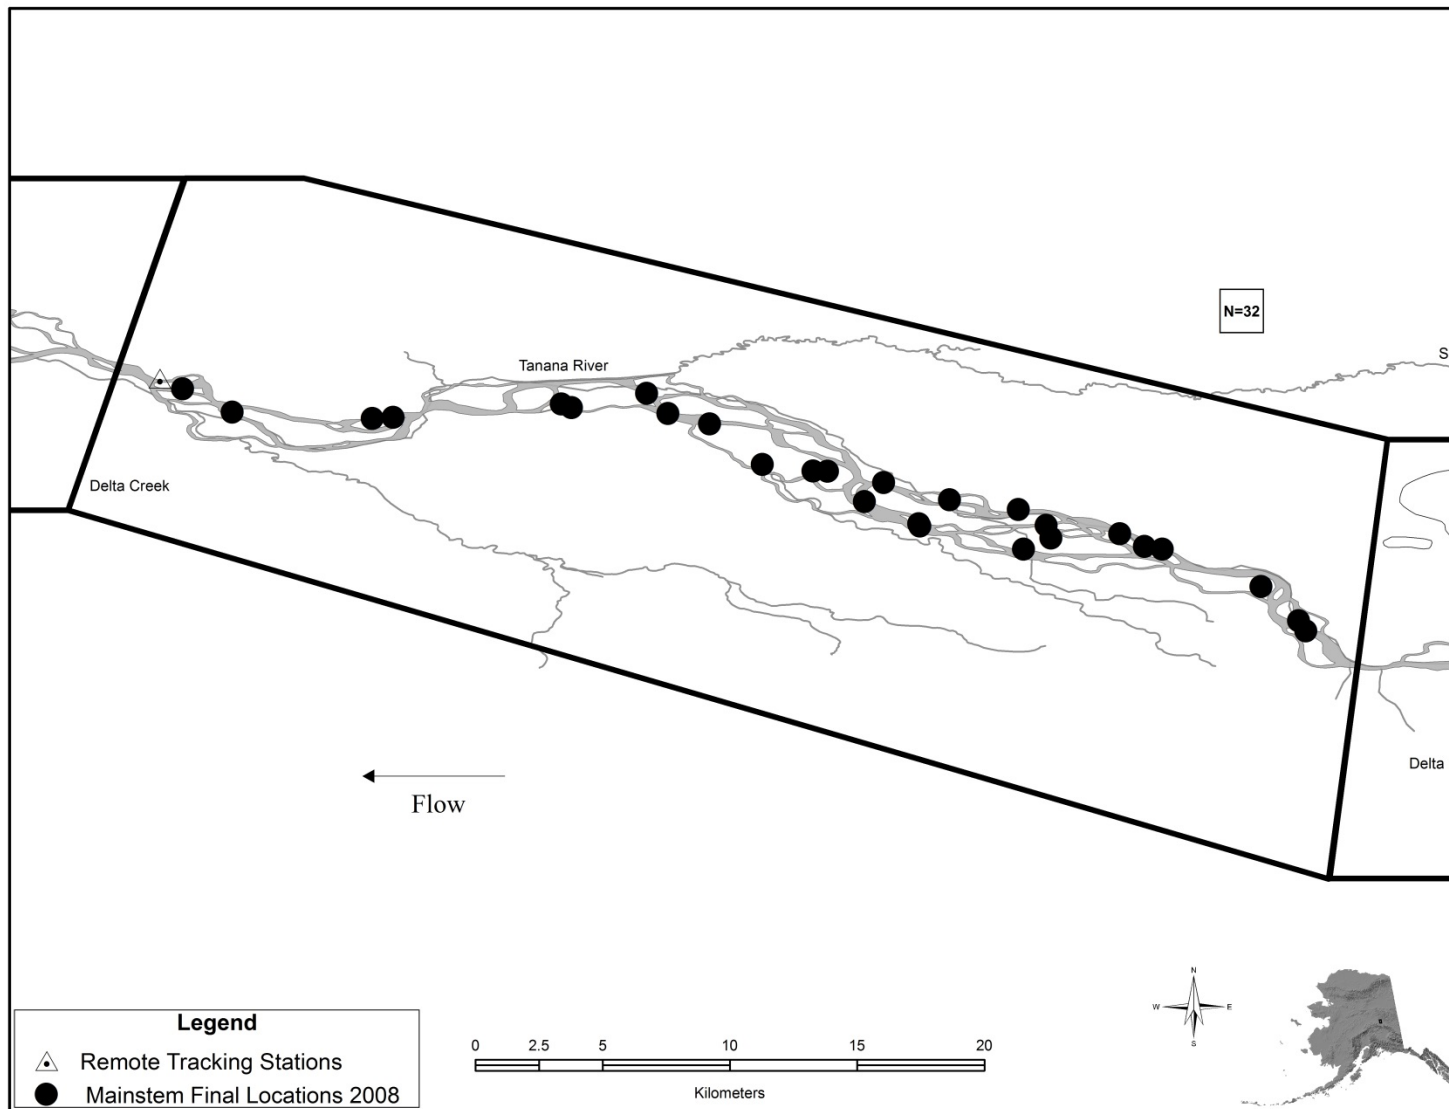 N=32
S
Tanana River
Delta Creek
Delta
Flow
Legend
Remote Tracking Stations
Mainstem Final Locations 2008
0 2.5 5 10 15 20
Kilometers
N
W E
S